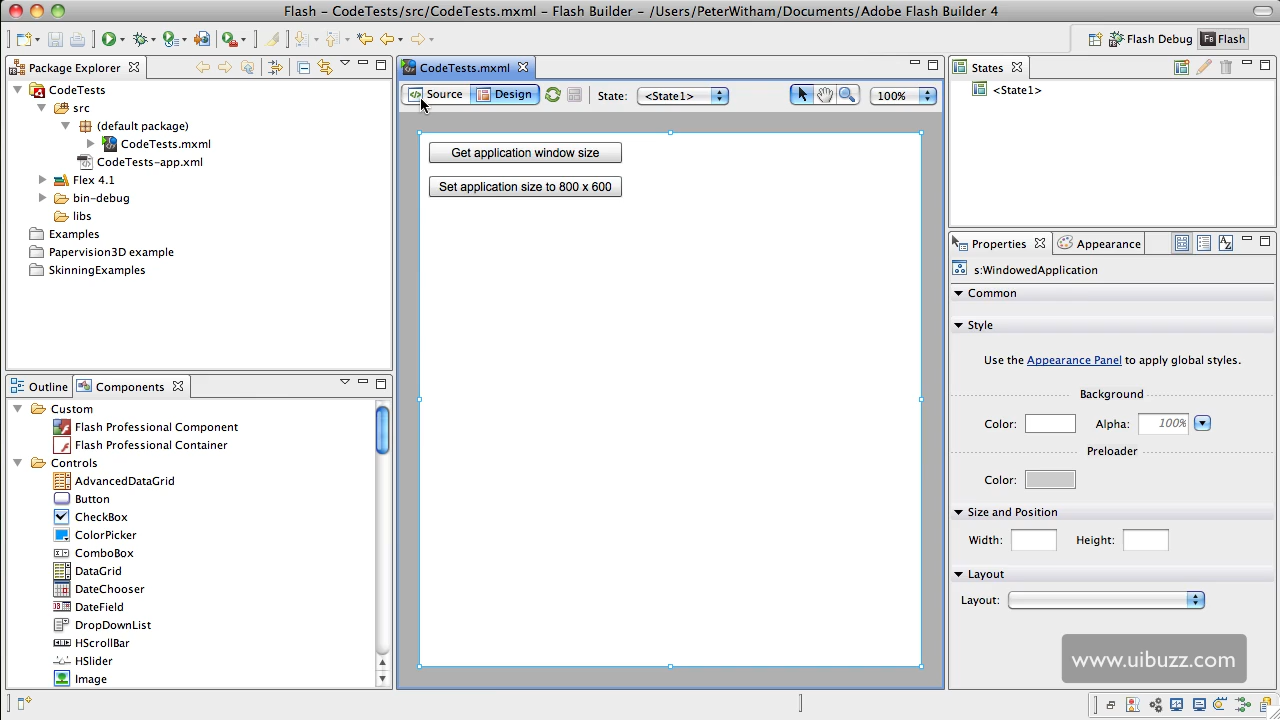 Flash – CodeTests/src/CodeTests.mxml – Flash Builder – /Users/PeterWitham/Documents/Adobe Flash Builder 4
Flash Debug
Fb Flash
Package Explorer
CodeTests
src
(default package)
CodeTests.mxml
CodeTests-app.xml
Flex 4.1
bin-debug
libs
Examples
Papervision3D example
SkinningExamples
Outline
Components
Custom
Flash Professional Component
Flash Professional Container
Controls
AdvancedDataGrid
Button
CheckBox
ColorPicker
ComboBox
DataGrid
DateChooser
DateField
DropDownList
HScrollBar
HSlider
Image
CodeTests.mxml
Source
Design
State:
<State1>
100%
Get application window size
Set application size to 800 x 600
States
<State1>
Properties
Appearance
s:WindowedApplication
Common
Style
Use the Appearance Panel to apply global styles.
Background
Color:
Alpha:
100%
Preloader
Color:
Size and Position
Width:
Height:
Layout
Layout:
www.uibuzz.com